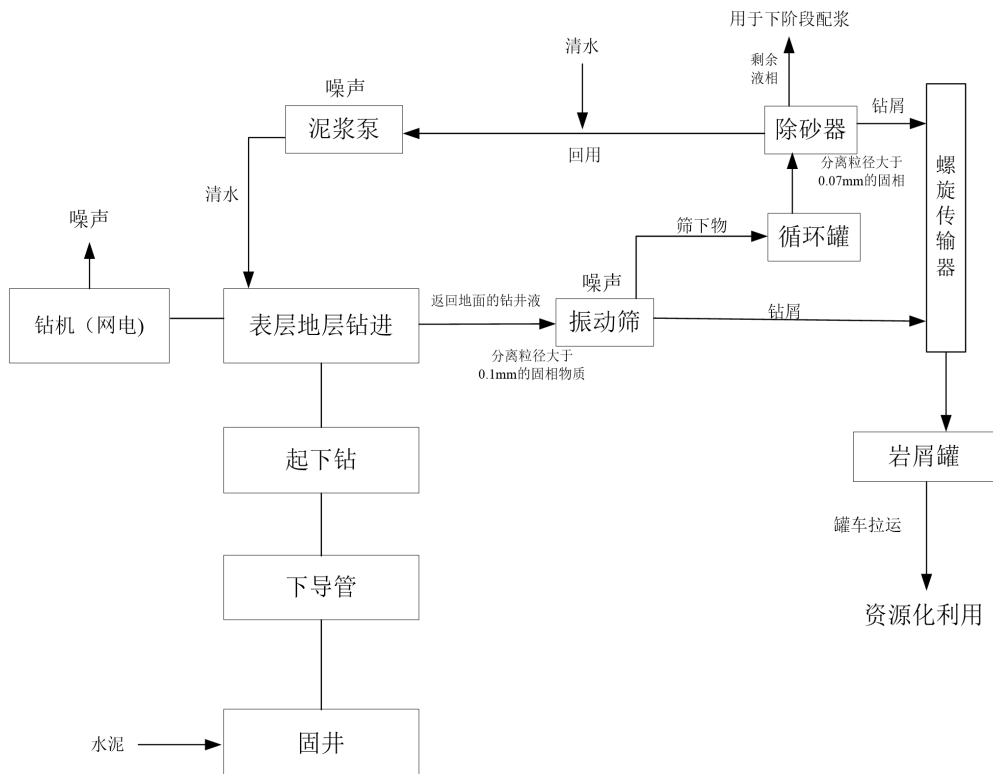 用于下阶段配浆
清水
剩余
液相
噪声
钻屑
泥浆泵
除砂器
回用
分离粒径大于
0.07mm的固相
螺旋传输器
清水
噪声
筛下物
循环罐
噪声
钻机（网电)
表层地层钻进
返回地面的钻井液
振动筛
钻屑
分离粒径大于
0.1mm的固相物质
起下钻
岩屑罐
罐车拉运
下导管
资源化利用
水泥
固井